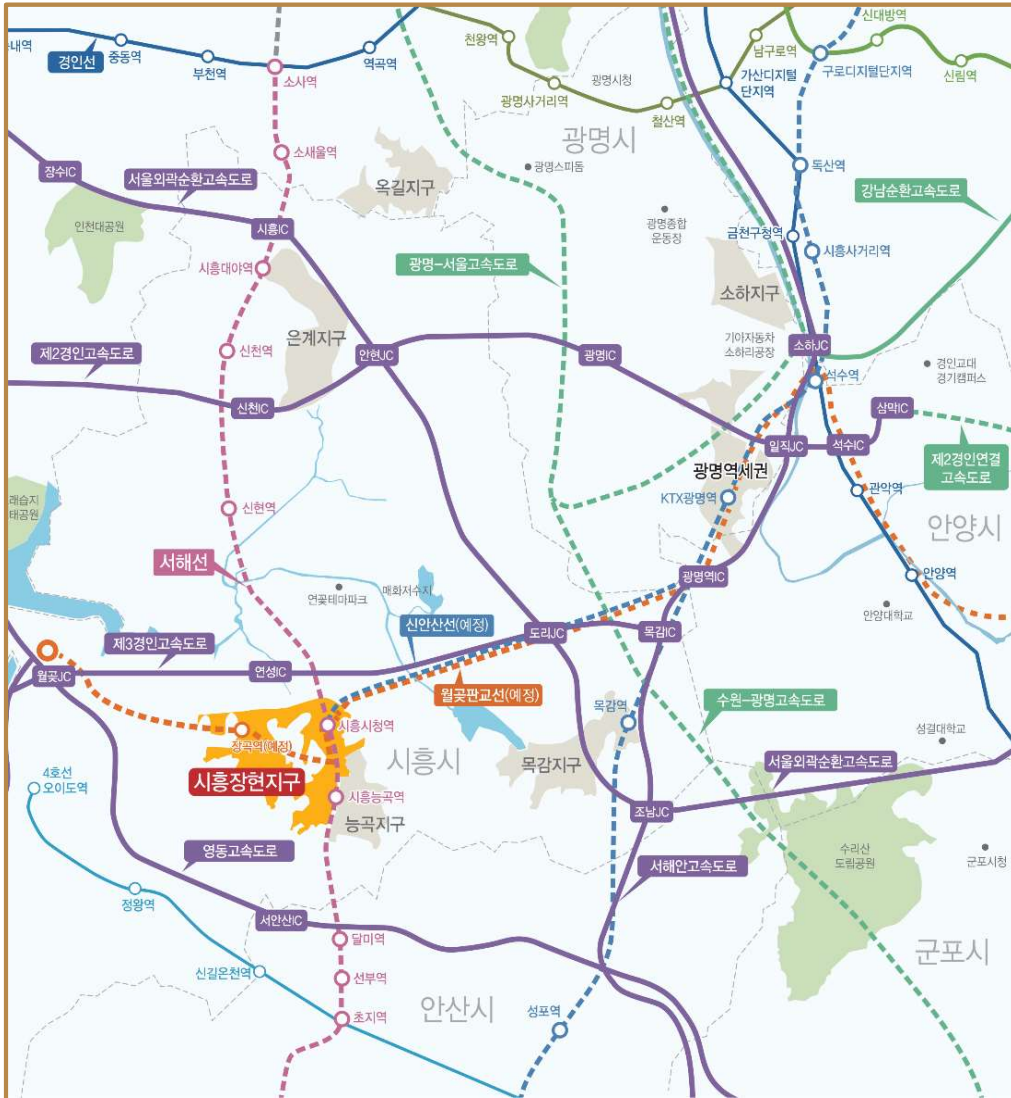 내역
경인선
중동역
부천역
소사역
역곡역
천왕역
광명사거리역
광명시청
철산역
남구로역
가산디지털
단지역
신대방역
구로디지털단지역
신림역
광명시
소새울역
옥길지구
광명스피돔
독산역
장수IC
서울외곽순환고속도로
인천대공원
시흥IC
강남순환고속도로
광명종합
운동장
금천구청역
시흥사거리역
시흥대야역
광명-서울고속도로
소하지구
은계지구
기아자동차
소하리공장
소하JC
제2경인고속도로
신천역
안현JC
광명IC
석수역
경인교대
경기캠퍼스
신천IC
삼막IC
일직JC
석수IC
제2경인연결
고속도로
광명역세권
KTX광명역
관악역
래습지
태공원
신현역
안양시
서해선
연꽃테마파크
매화저수지
광명역IC
안양역
안양대학교
신안산선(예정)
도리JC
목감IC
제3경인고속도로
월곶JC
연성IC
월곶판교선(예정)
목감역
수원-광명고속도로
시흥시청역
장곡역(예정)
시흥시
성결대학교
4호선
오이도역
시흥장현지구
목감지구
서울외곽순환고속도로
시흥능곡역
능곡지구
조남JC
영동고속도로
서해안고속도로
수리산
도립공원
군포시청
정왕역
서안산IC
달미역
군포시
신길온천역
선부역
안산시
성포역
초지역